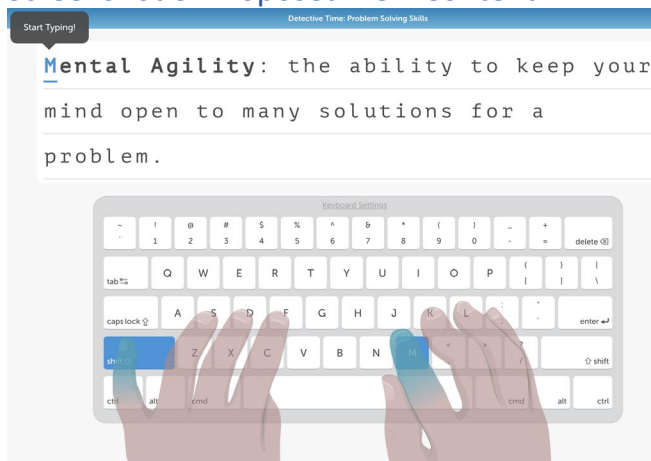 Detective Time: Problem Solving Skills
Start Typing!
Mental Agility: the ability to keep your
mind open to many solutions for a
problem.
Keyboard Settings
~ ! @ # $ % ^ & * ( ) _ +
` 1 2 3 4 5 6 7 8 9 0 - = delete
tab Q W E R T Y U I O P { [ } ] | \
caps lock A S D F G H J K L ; enter
shift Z X C V B N M < > ? / shift
ctrl alt cmd cmd alt ctrl